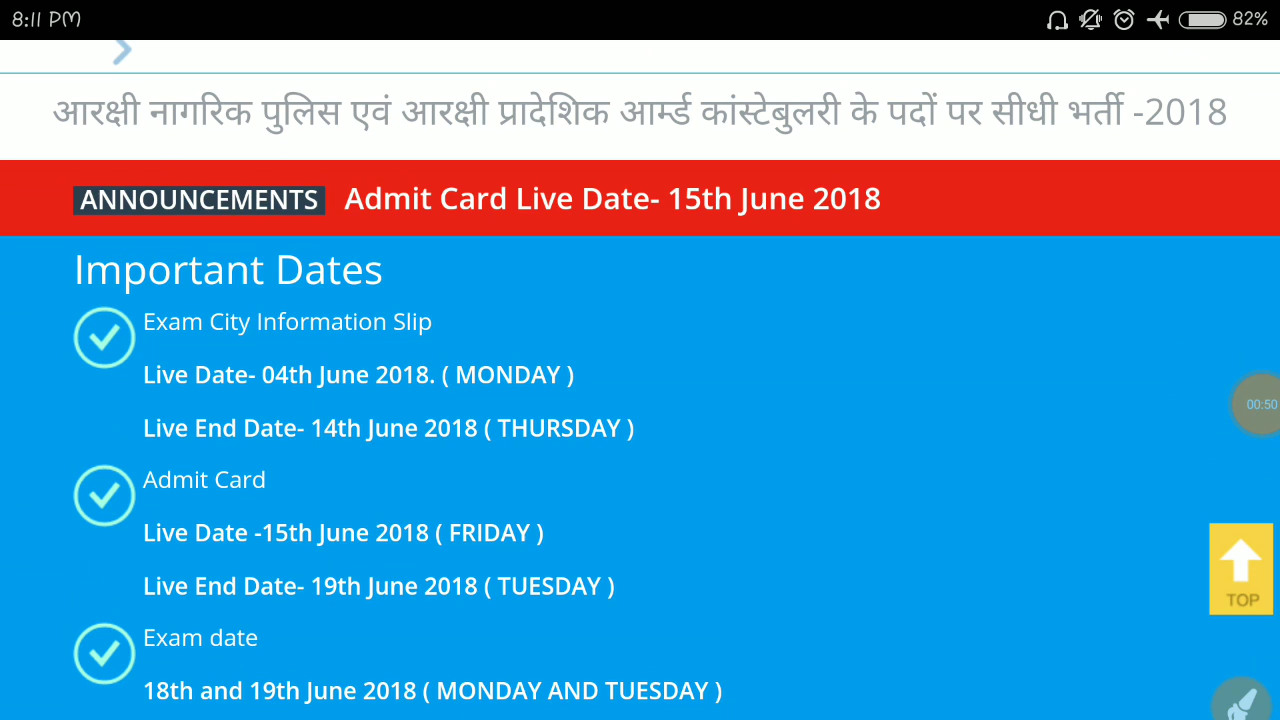 8:11 PM
82%
आरक्षी नागरिक पुलिस एवं आरक्षी प्रादेशिक आर्म्ड कांस्टेबुलरी के पदों पर सीधी भर्ती -2018
ANNOUNCEMENTS Admit Card Live Date- 15th June 2018
Important Dates
Exam City Information Slip
Live Date- 04th June 2018. ( MONDAY )
00:50
Live End Date- 14th June 2018 ( THURSDAY )
Admit Card
Live Date -15th June 2018 ( FRIDAY )
Live End Date- 19th June 2018 ( TUESDAY )
TOP
Exam date
18th and 19th June 2018 ( MONDAY AND TUESDAY )